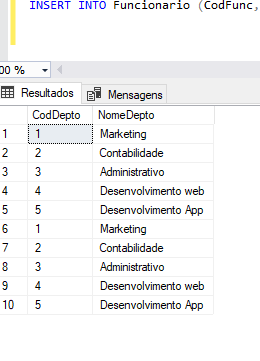 INSERT INTO Funcionario (CodFunc,
00 %
Resultados Mensagens
CodDepto NomeDepto
1 1 Marketing
2 2 Contabilidade
3 3 Administrativo
4 4 Desenvolvimento web
5 5 Desenvolvimento App
6 1 Marketing
7 2 Contabilidade
8 3 Administrativo
9 4 Desenvolvimento web
10 5 Desenvolvimento App